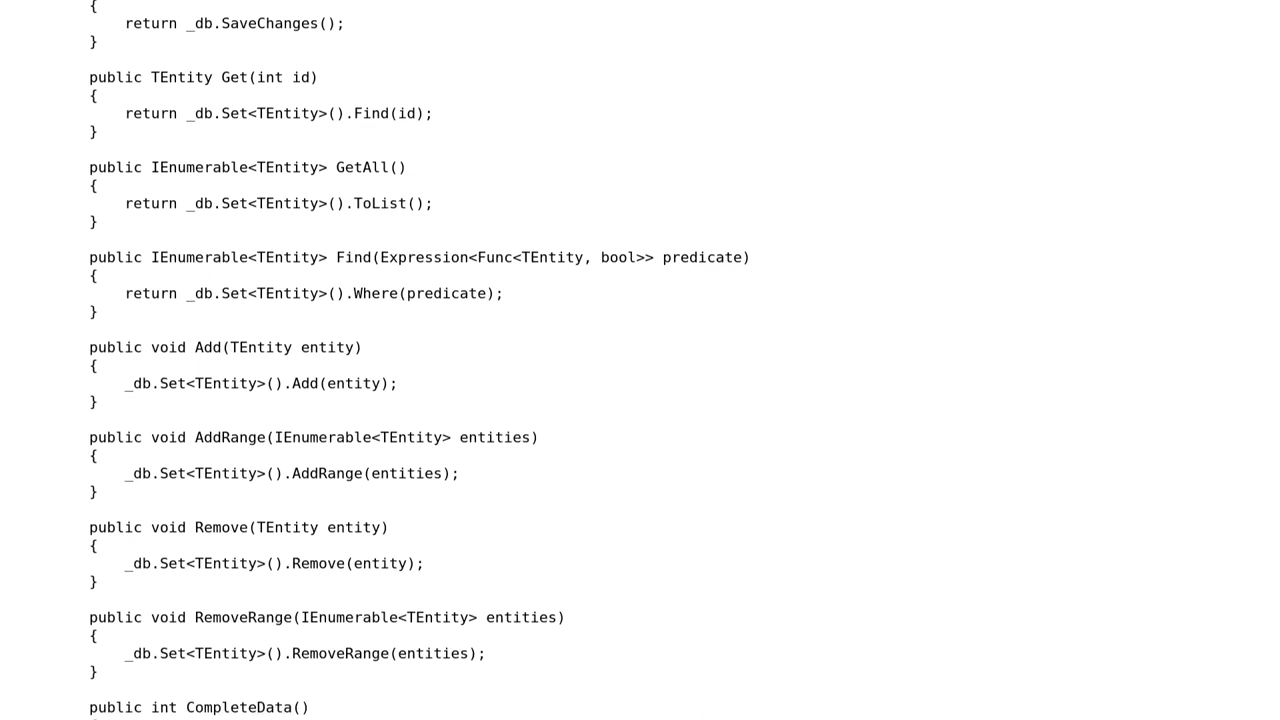 {
    return _db.SaveChanges();
}

public TEntity Get(int id)
{
    return _db.Set<TEntity>().Find(id);
}

public IEnumerable<TEntity> GetAll()
{
    return _db.Set<TEntity>().ToList();
}

public IEnumerable<TEntity> Find(Expression<Func<TEntity, bool>> predicate)
{
    return _db.Set<TEntity>().Where(predicate);
}

public void Add(TEntity entity)
{
    _db.Set<TEntity>().Add(entity);
}

public void AddRange(IEnumerable<TEntity> entities)
{
    _db.Set<TEntity>().AddRange(entities);
}

public void Remove(TEntity entity)
{
    _db.Set<TEntity>().Remove(entity);
}

public void RemoveRange(IEnumerable<TEntity> entities)
{
    _db.Set<TEntity>().RemoveRange(entities);
}

public int CompleteData()